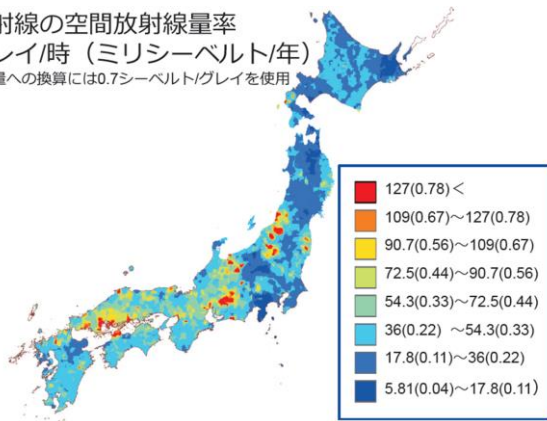 射線の空間放射線量率
レイ/時（ミリシーベルト/年）
量への換算には0.7シーベルト/グレイを使用
127(0.78)＜
109(0.67)～127(0.78)
90.7(0.56)～109(0.67)
72.5(0.44)～90.7(0.56)
54.3(0.33)～72.5(0.44)
36(0.22) ～54.3(0.33)
17.8(0.11)～36(0.22)
5.81(0.04)～17.8(0.11)